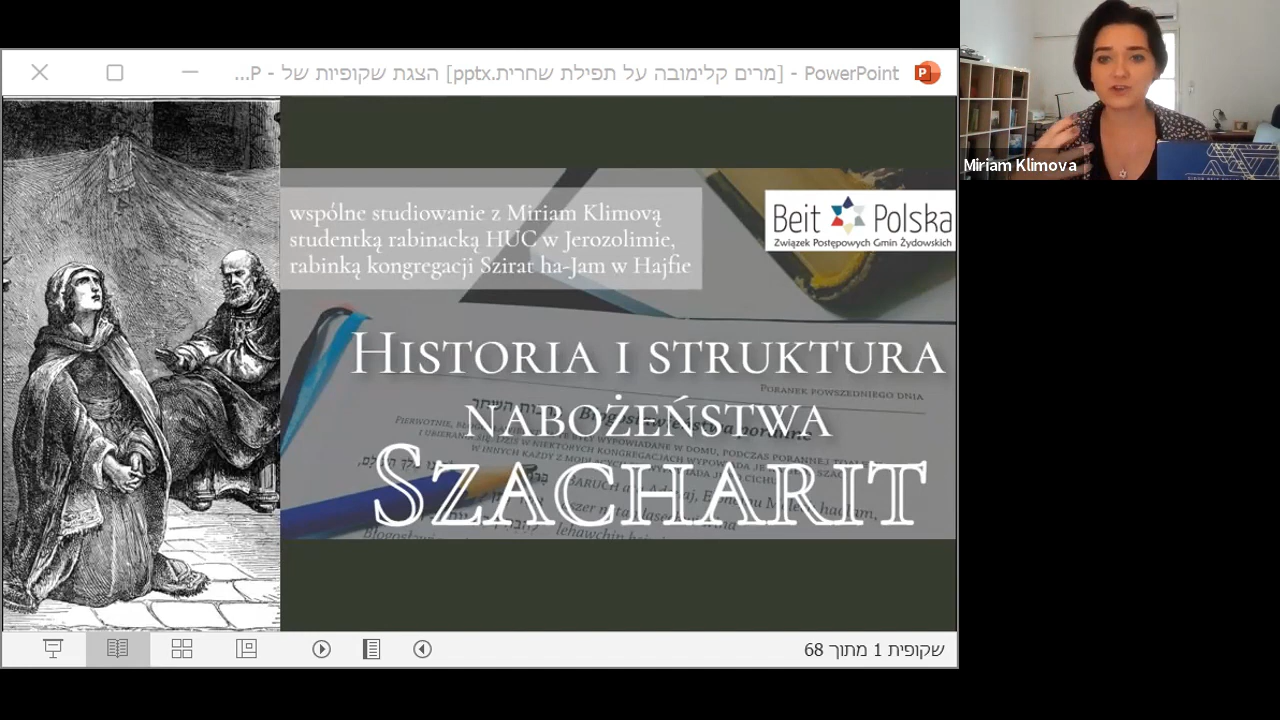 הצגת שקופיות של - P...‎ [מרים קלימובה על תפילת שחרית.pptx] - PowerPoint
Miriam Klimova
wspólne studiowanie z Miriam Klimovą
studentką rabinacką HUC w Jerozolimie,
rabinką kongregacji Szirat ha-Jam w Hajfie
Beit Polska
Związek Postępowych Gmin Żydowskich
HISTORIA I STRUKTURA
NABOŻEŃSTWA
SZACHARIT
PORANEK POWSZEDNIEGO DNIA
שקופית 1 מתוך 68